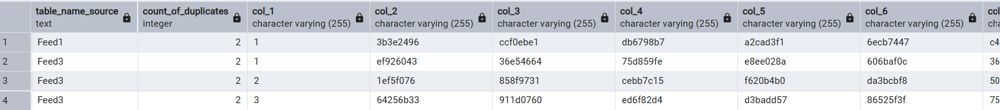 table_name_source count_of_duplicates col_1 col_2 col_3 col_4 col_5 col_6
text integer character varying (255) character varying (255) character varying (255) character varying (255) character varying (255) character varying (255)
1 Feed1 2 1 3b3e2496 ccf0ebe1 db6798b7 a2cad3f1 6ecb7447
2 Feed3 2 1 ef926043 36e54664 75d859fe e8ee028a 606baf0c 36
3 Feed3 2 2 1ef5f076 858f9731 cebb7c15 f620b4b0 da3bcbf8 50
4 Feed3 2 3 64256b33 911d0760 ed6f82d4 d3badd57 86525f3f 75